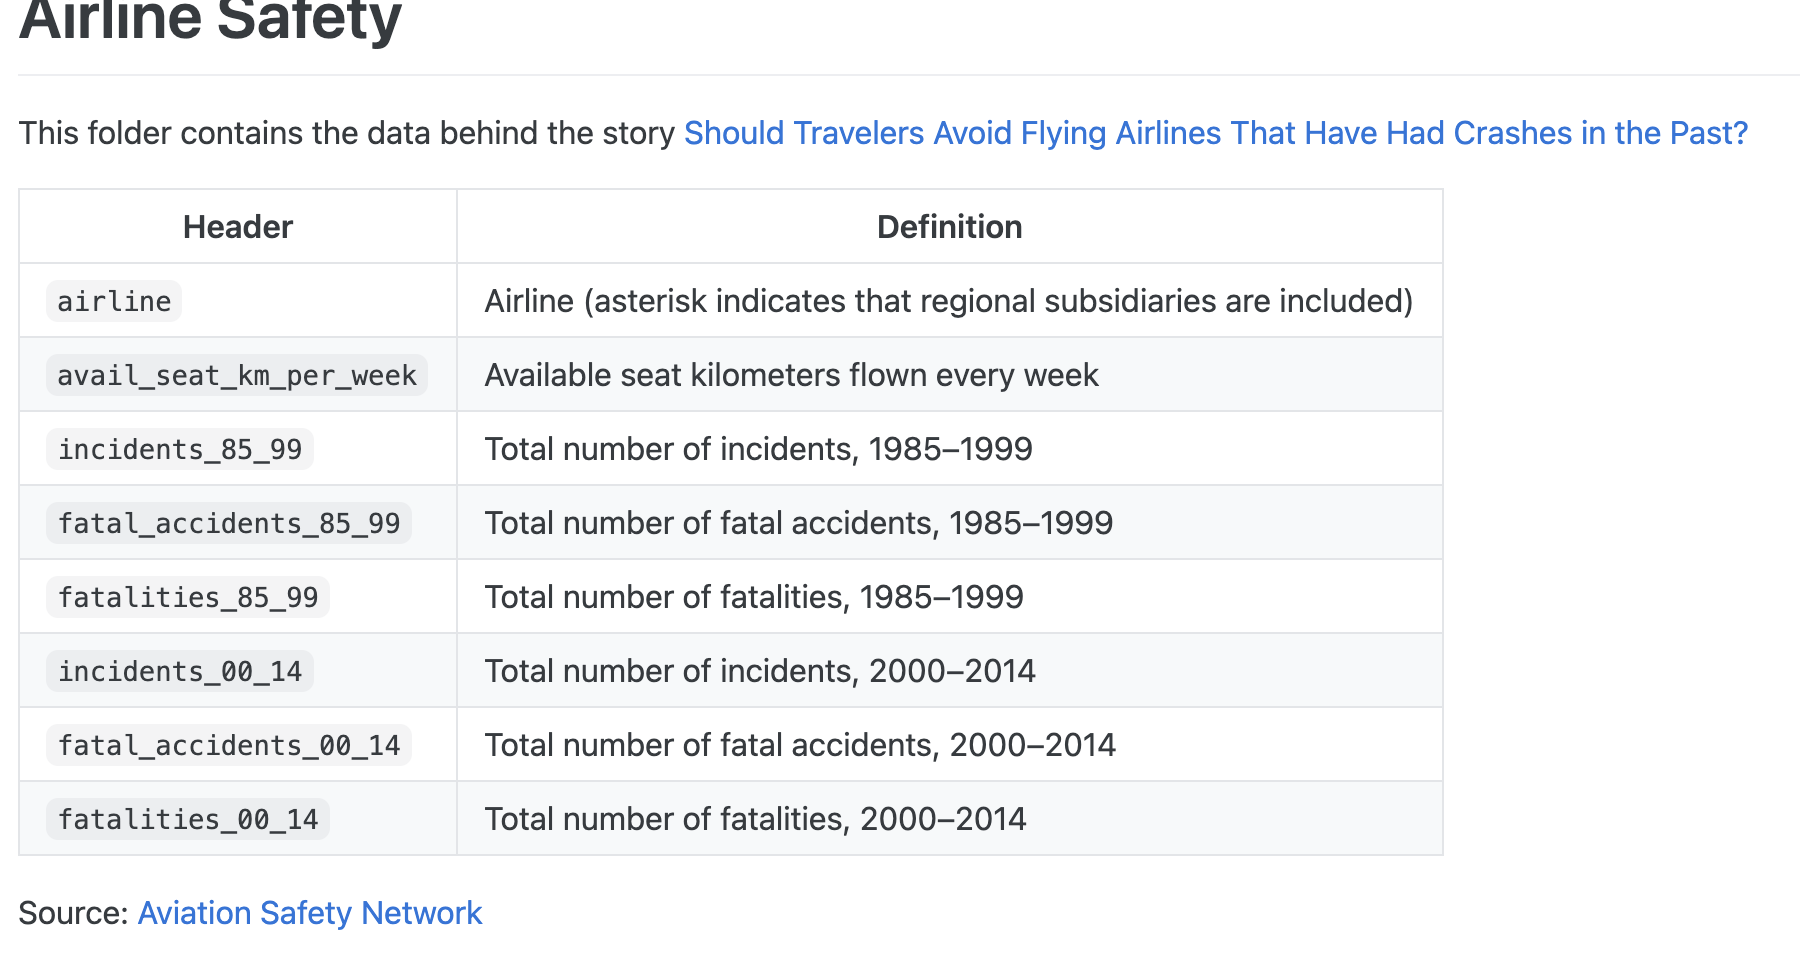 Airline Safety
This folder contains the data behind the story Should Travelers Avoid Flying Airlines That Have Had Crashes in the Past?
Header Definition
airline Airline (asterisk indicates that regional subsidiaries are included)
avail_seat_km_per_week Available seat kilometers flown every week
incidents_85_99 Total number of incidents, 1985–1999
fatal_accidents_85_99 Total number of fatal accidents, 1985–1999
fatalities_85_99 Total number of fatalities, 1985–1999
incidents_00_14 Total number of incidents, 2000–2014
fatal_accidents_00_14 Total number of fatal accidents, 2000–2014
fatalities_00_14 Total number of fatalities, 2000–2014
Source: Aviation Safety Network